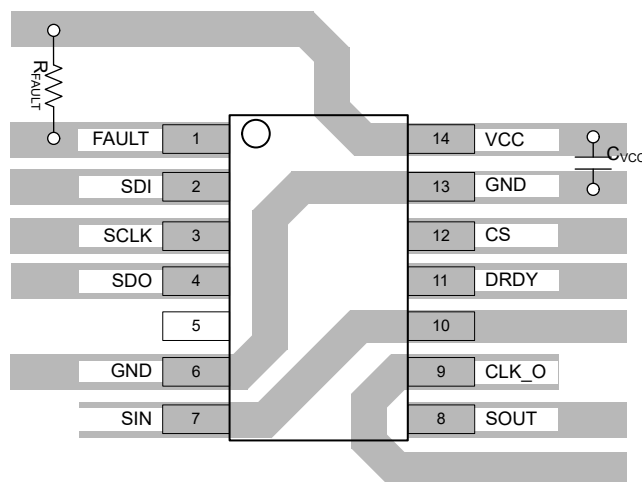 RFAULT
FAULT 1 14 VCC
CVCC
SDI 2 13 GND
SCLK 3 12 CS
SDO 4 11 DRDY
5 10
GND 6 9 CLK_O
SIN 7 8 SOUT